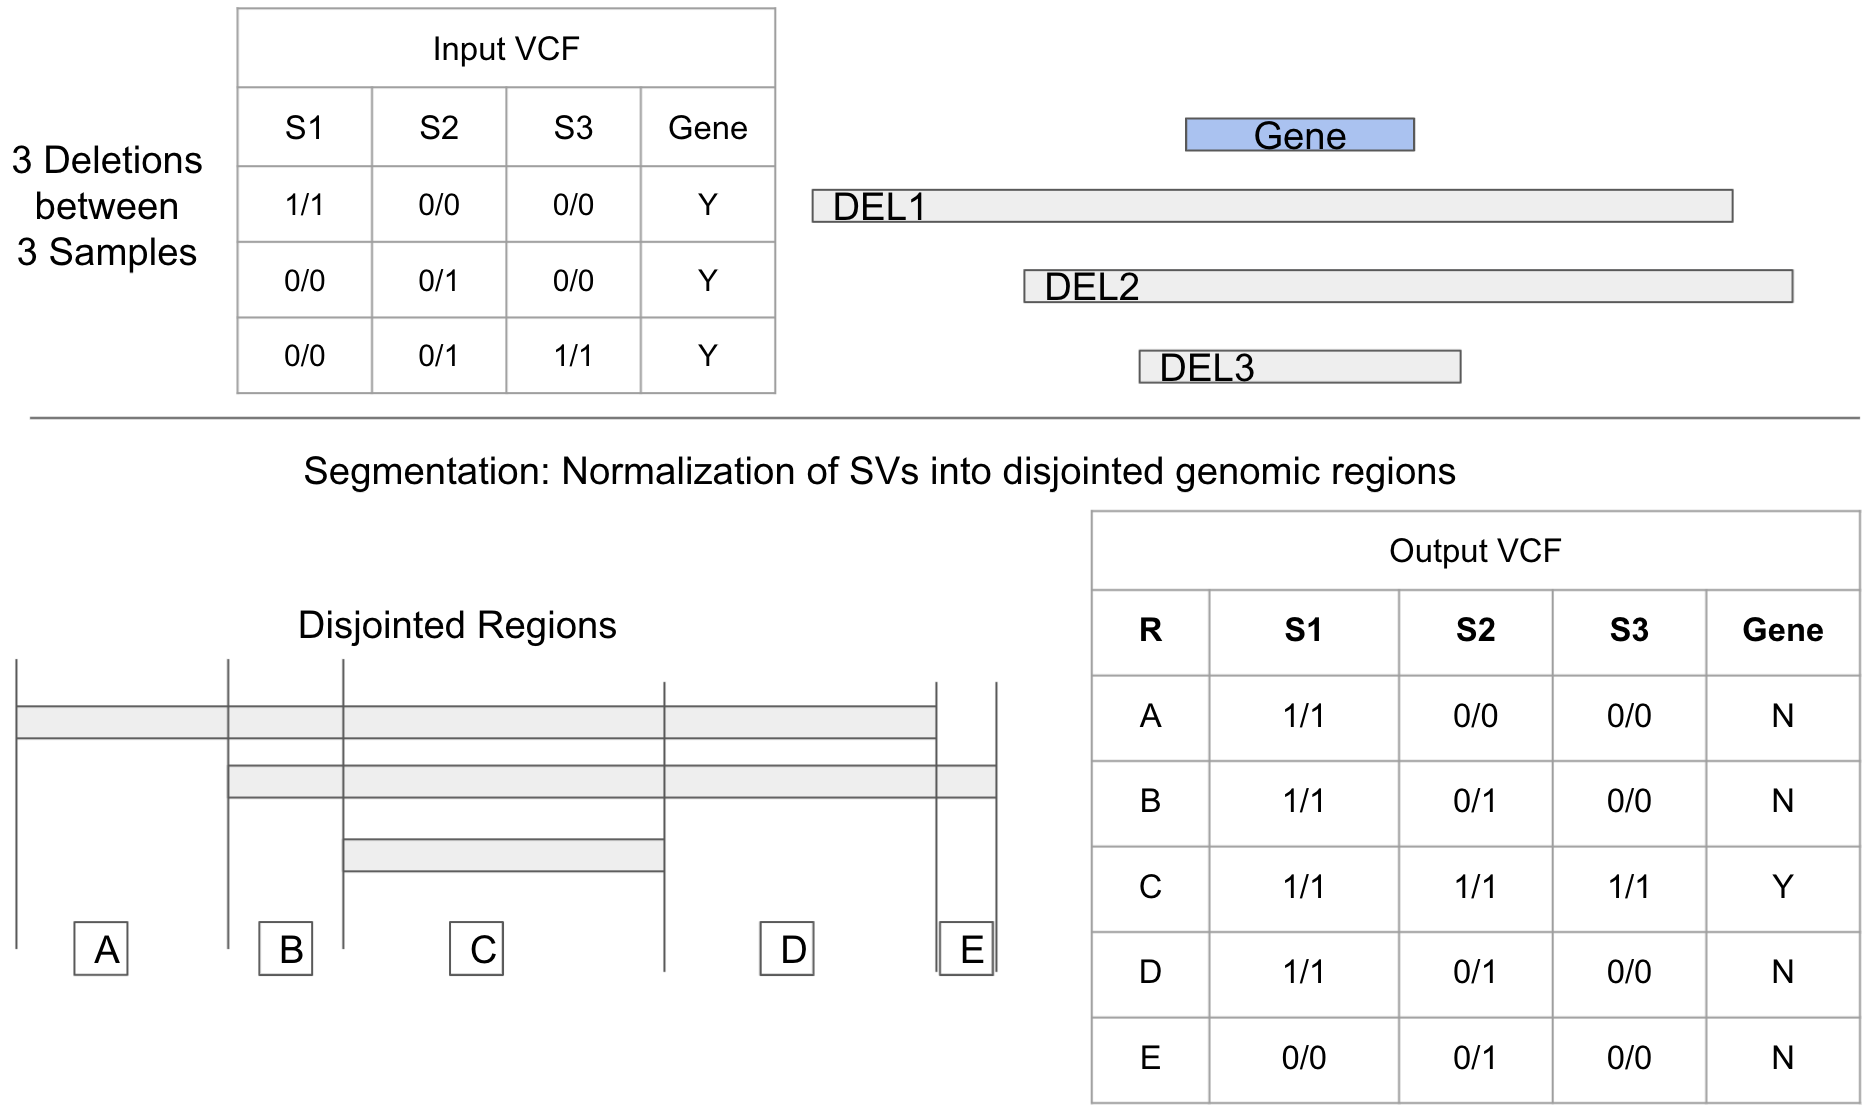 3 Deletions
between
3 Samples
Input VCF
S1 S2 S3 Gene
1/1 0/0 0/0 Y
0/0 0/1 0/0 Y
0/0 0/1 1/1 Y
Gene
DEL1
DEL2
DEL3
Segmentation: Normalization of SVs into disjointed genomic regions
Disjointed Regions
A B C D E
Output VCF
R S1 S2 S3 Gene
A 1/1 0/0 0/0 N
B 1/1 0/1 0/0 N
C 1/1 1/1 1/1 Y
D 1/1 0/1 0/0 N
E 0/0 0/1 0/0 N